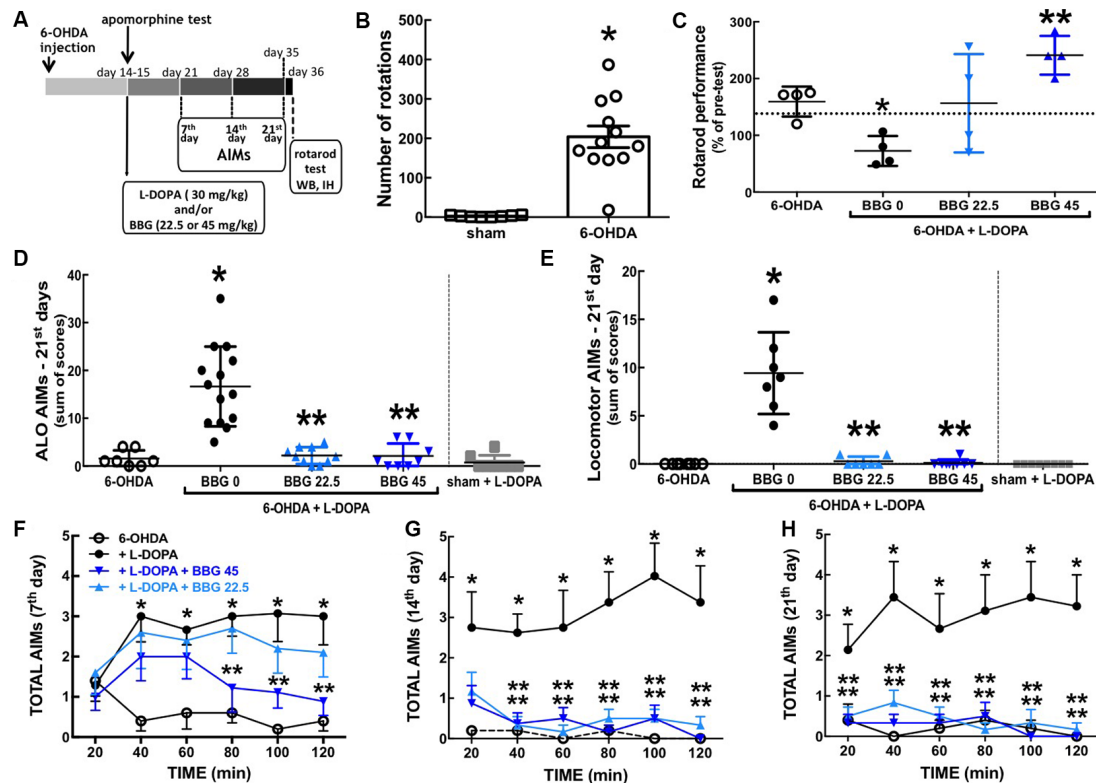 A
6-OHDA
injection
apomorphine test
day 14-15
day 21
day 28
day 35
day 36
7th
day
14th
day
21st
day
AIMs
rotarod
test
WB, IH
L-DOPA ( 30 mg/kg)
and/or
BBG (22.5 or 45 mg/kg)
B
Number of rotations
500
400
300
200
100
0
*
sham
6-OHDA
C
Rotarod performance
(% of pre-test)
300
200
100
0
*
**
6-OHDA
BBG 0
BBG 22.5
BBG 45
6-OHDA + L-DOPA
D
ALO AIMs - 21st days
(sum of scores)
40
30
20
10
0
*
**
**
6-OHDA
BBG 0
BBG 22.5
BBG 45
sham + L-DOPA
6-OHDA + L-DOPA
E
Locomotor AIMs - 21st day
(sum of scores)
20
15
10
5
0
*
**
**
6-OHDA
BBG 0
BBG 22.5
BBG 45
sham + L-DOPA
6-OHDA + L-DOPA
F
TOTAL AIMs (7th day)
5
4
3
2
1
0
6-OHDA
+ L-DOPA
+ L-DOPA + BBG 45
+ L-DOPA + BBG 22.5
* * * * *
** ** **
20 40 60 80 100 120
TIME (min)
G
TOTAL AIMs (14th day)
5
4
3
2
1
0
* * * * * *
** ** ** ** **
** ** ** ** **
20 40 60 80 100 120
TIME (min)
H
TOTAL AIMs (21th day)
5
4
3
2
1
0
* * * * * *
** ** ** ** ** **
** ** ** ** ** **
20 40 60 80 100 120
TIME (min)